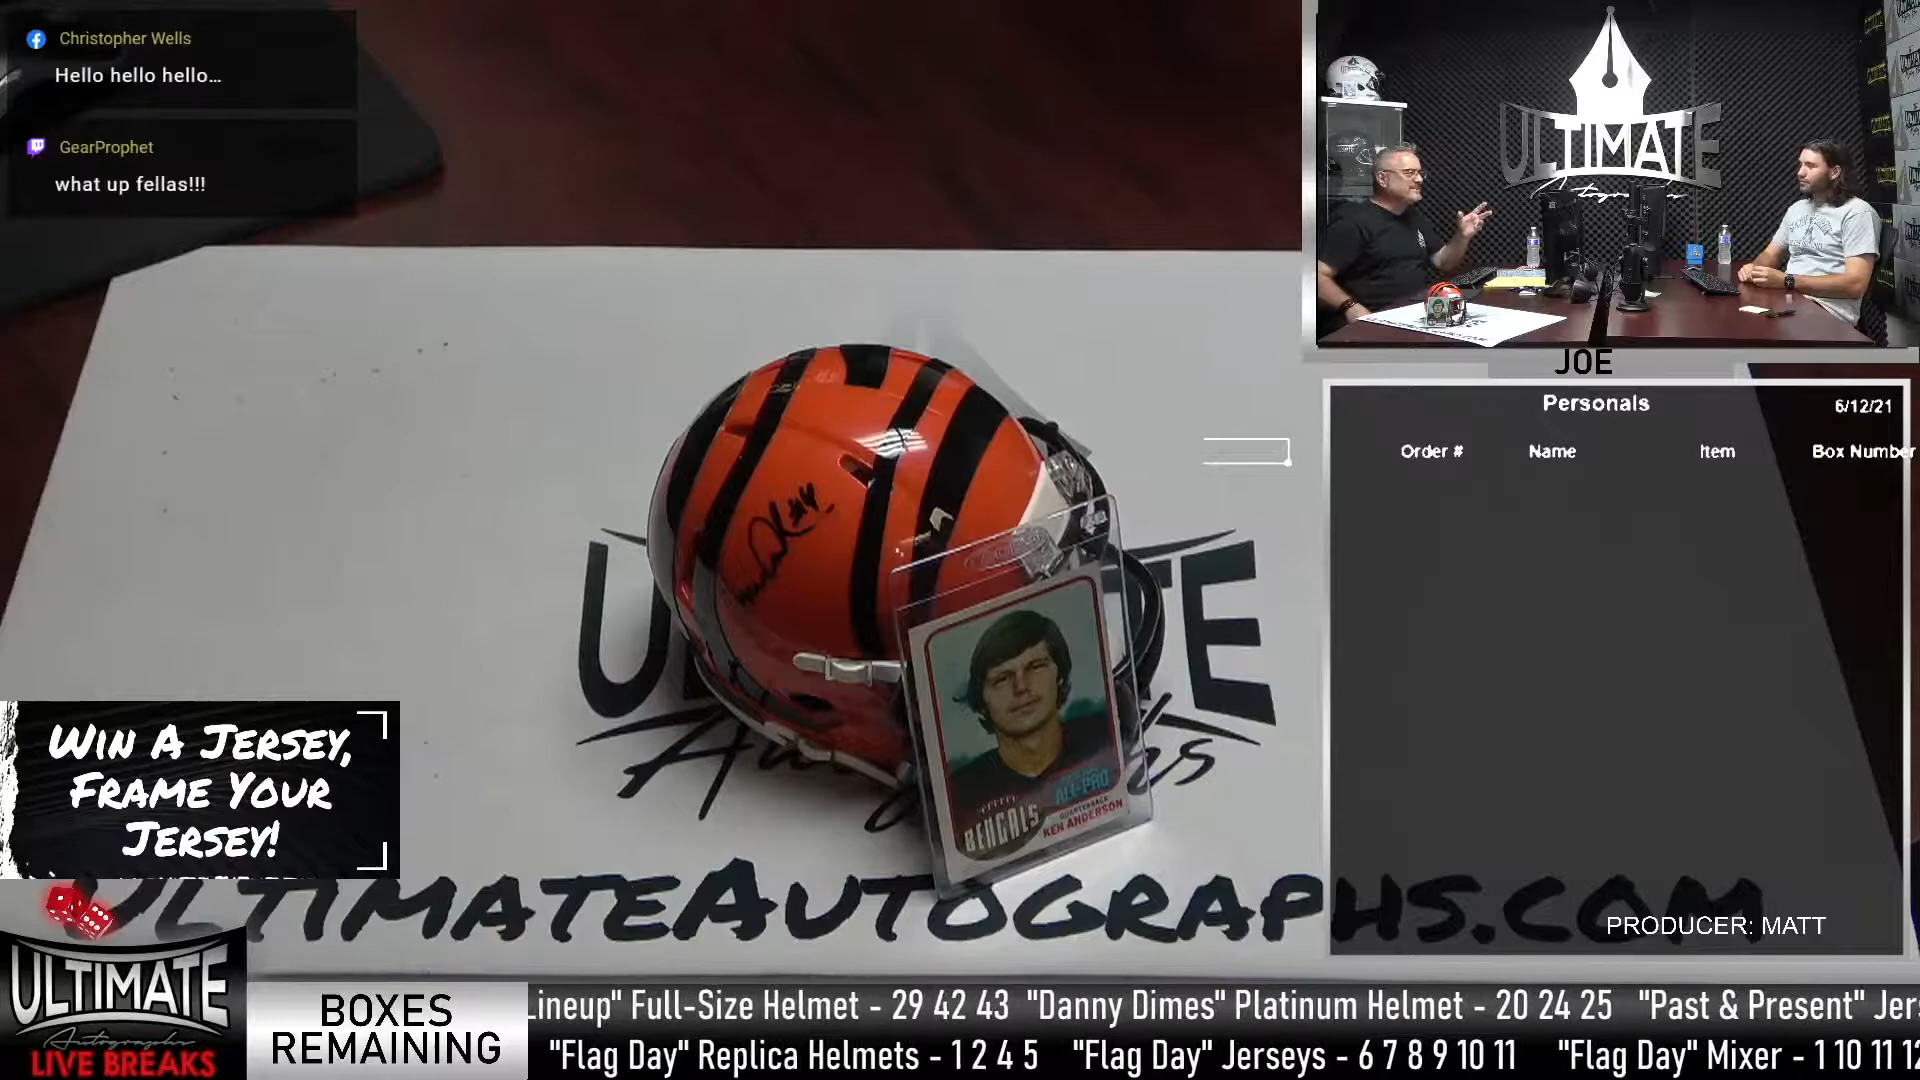 Christopher Wells
Hello hello hello...
GearProphet
what up fellas!!!
ULTIMATE
Autographs
JOE
Personals
6/12/21
Order # Name Item Box Number
#14
ALL-PRO
QUARTERBACK
BENGALS
KEN ANDERSON
WIN A JERSEY,
FRAME YOUR
JERSEY!
ULTIMATEAUTOGRAPHS.COM
PRODUCER: MATT
ULTIMATE
Autographs
LIVE BREAKS
BOXES
REMAINING
Lineup" Full-Size Helmet - 29 42 43 "Danny Dimes" Platinum Helmet - 20 24 25 "Past & Present" Jer
"Flag Day" Replica Helmets - 1 2 4 5 "Flag Day" Jerseys - 6 7 8 9 10 11 "Flag Day" Mixer - 1 10 11 12